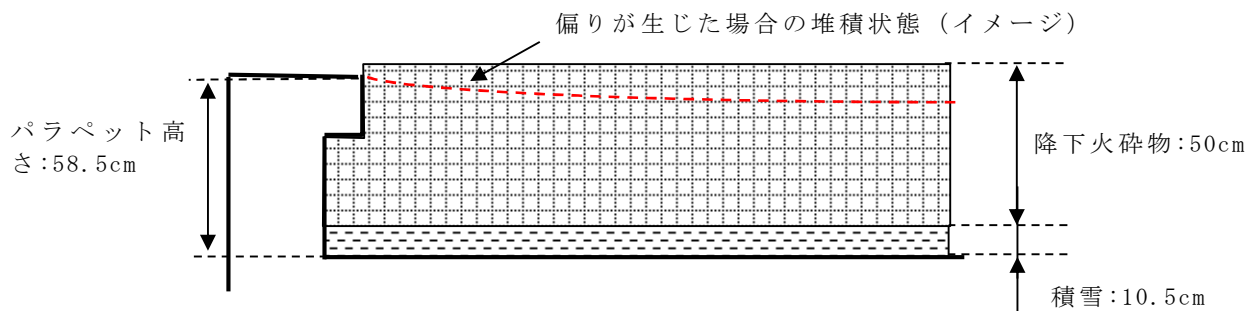 偏りが生じた場合の堆積状態（イメージ）
パラペット高
さ:58.5cm
降下火砕物:50cm
積雪:10.5cm